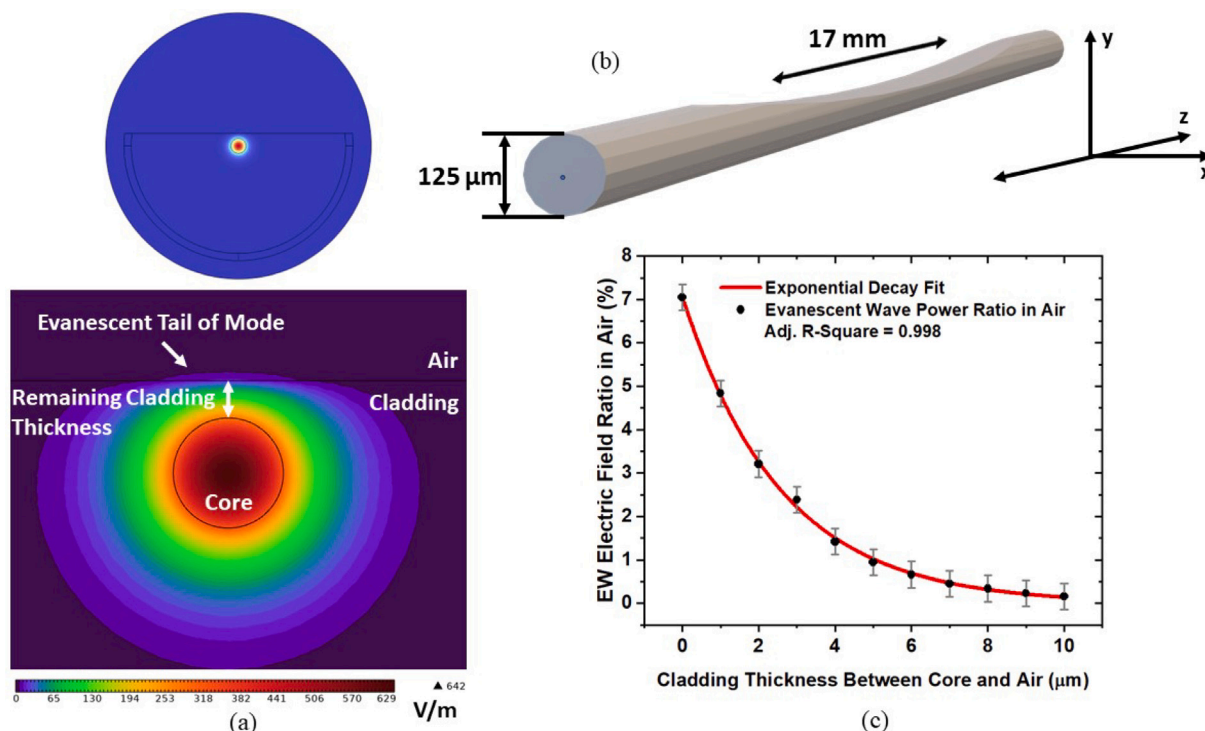 (b)
17 mm
125 μm
y
z
x
Evanescent Tail of Mode
Air
Remaining Cladding
Thickness
Cladding
Core
0 65 130 194 253 318 382 441 506 570 629
▲ 642
V/m
(a)
EW Electric Field Ratio in Air (%)
8
7
6
5
4
3
2
1
0
Exponential Decay Fit
Evanescent Wave Power Ratio in Air
Adj. R-Square = 0.998
0 2 4 6 8 10
Cladding Thickness Between Core and Air (μm)
(c)